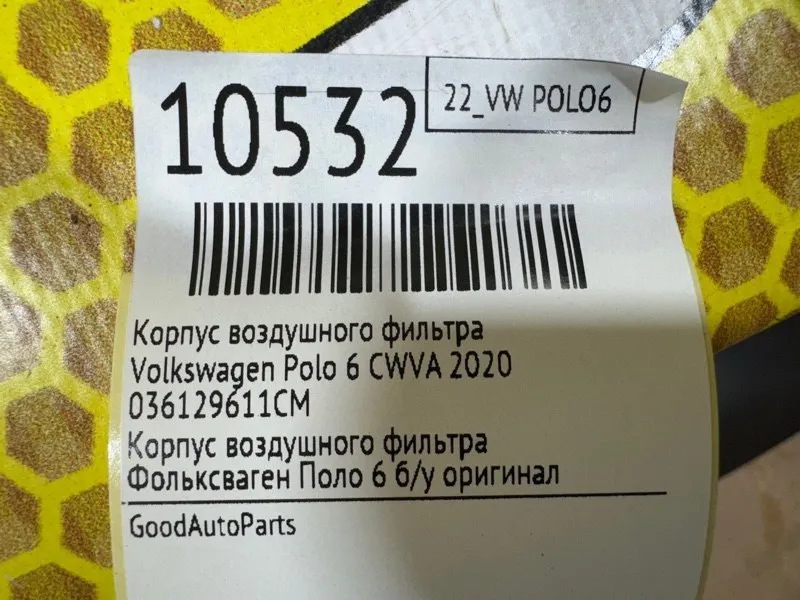 10532
22_VW POLO6
Корпус воздушного фильтра
Volkswagen Polo 6 CWVA 2020
036129611CM
Корпус воздушного фильтра
Фольксваген Поло 6 б/у оригинал
GoodAutoParts